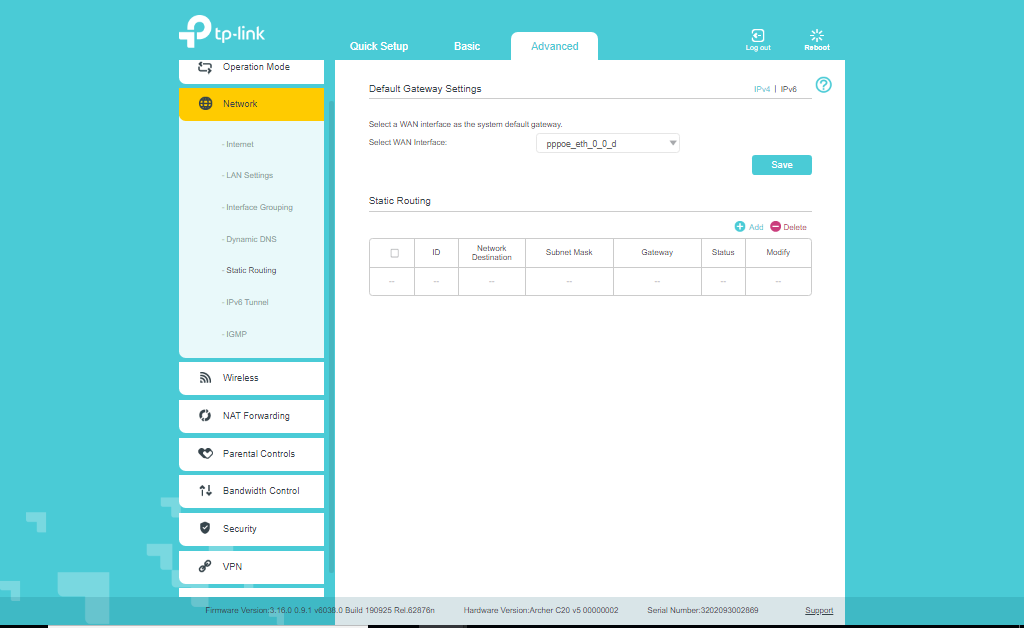 tp-link
Quick Setup
Basic
Advanced
Log out
Reboot
Operation Mode
Network
- Internet
- LAN Settings
- Interface Grouping
- Dynamic DNS
- Static Routing
- IPv6 Tunnel
- IGMP
Wireless
NAT Forwarding
Parental Controls
Bandwidth Control
Security
VPN
Default Gateway Settings
IPv4 | IPv6
?
Select a WAN interface as the system default gateway.
Select WAN Interface:
pppoe_eth_0_0_d
Save
Static Routing
Add
Delete
ID
Network Destination
Subnet Mask
Gateway
Status
Modify
-- -- -- -- -- -- --
Firmware Version:3.16.0 0.9.1 v6038.0 Build 190925 Rel.62876n
Hardware Version:Archer C20 v5 00000002
Serial Number:3202093002869
Support